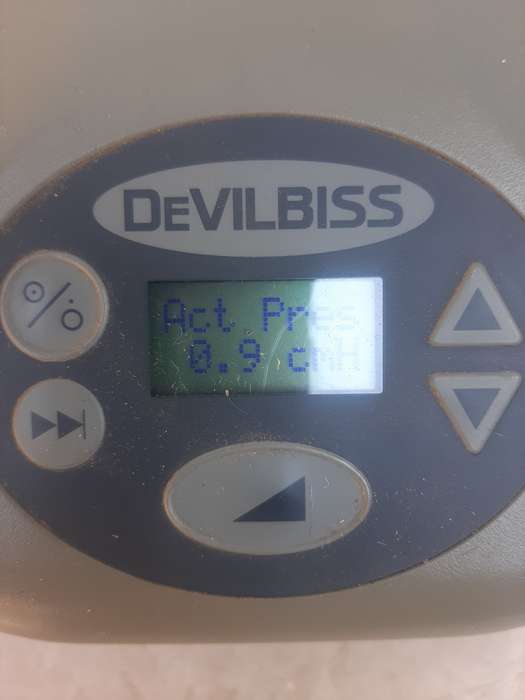 DEVILBISS
Act Pres
0.9 cmH